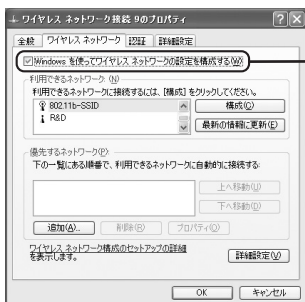 ワイヤレス ネットワーク接続 9のプロパティ
全般 ワイヤレス ネットワーク 認証 詳細設定
Windows を使ってワイヤレス ネットワークの設定を構成する(W)
利用できるネットワーク: (N)
利用できるネットワークに接続するには、[構成] をクリックしてください。
802.11b-SSID
R&D
構成(C)
最新の情報に更新(E)
優先するネットワーク(P):
下の一覧にある順番で、利用できるネットワークに自動的に接続する:
上へ移動(U)
下へ移動(D)
追加(A)... 削除(R) プロパティ(O)
ワイヤレス ネットワーク構成のセットアップの詳細
を表示します。
詳細設定(V)
OK キャンセル